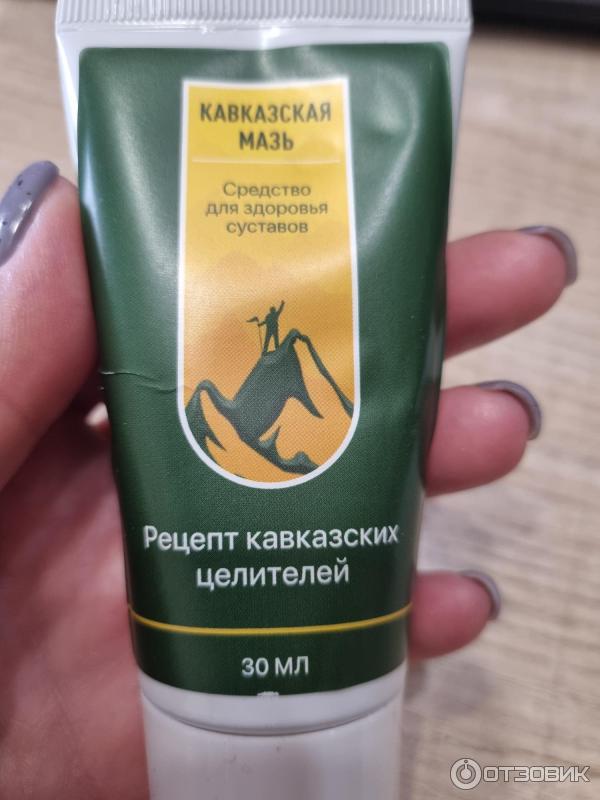 КАВКАЗСКАЯ
МАЗЬ
Средство
для здоровья
суставов
Рецепт кавказских
целителей
30 МЛ
ОТЗОВИК